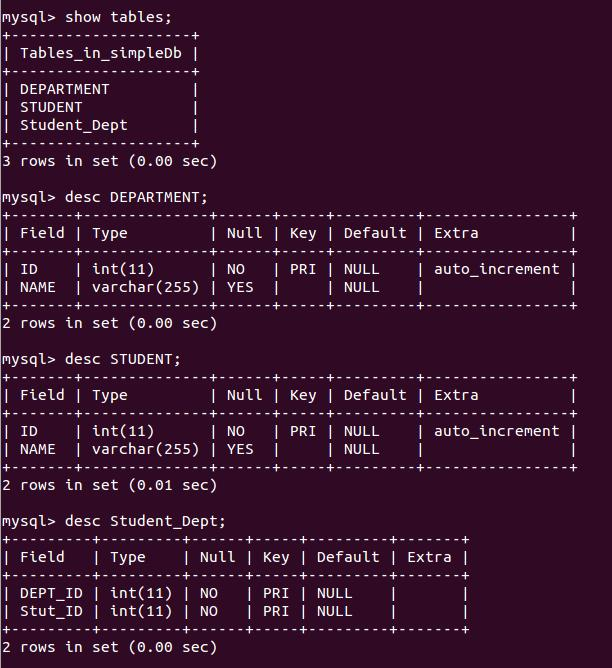 mysql> show tables;
+--------------------+
| Tables_in_simpleDb |
+--------------------+
| DEPARTMENT         |
| STUDENT            |
| Student_Dept       |
+--------------------+
3 rows in set (0.00 sec)

mysql> desc DEPARTMENT;
+-------+--------------+------+-----+---------+----------------+
| Field | Type         | Null | Key | Default | Extra          |
+-------+--------------+------+-----+---------+----------------+
| ID    | int(11)      | NO   | PRI | NULL    | auto_increment |
| NAME  | varchar(255) | YES  |     | NULL    |                |
+-------+--------------+------+-----+---------+----------------+
2 rows in set (0.00 sec)

mysql> desc STUDENT;
+-------+--------------+------+-----+---------+----------------+
| Field | Type         | Null | Key | Default | Extra          |
+-------+--------------+------+-----+---------+----------------+
| ID    | int(11)      | NO   | PRI | NULL    | auto_increment |
| NAME  | varchar(255) | YES  |     | NULL    |                |
+-------+--------------+------+-----+---------+----------------+
2 rows in set (0.01 sec)

mysql> desc Student_Dept;
+---------+---------+------+-----+---------+-------+
| Field   | Type    | Null | Key | Default | Extra |
+---------+---------+------+-----+---------+-------+
| DEPT_ID | int(11) | NO   | PRI | NULL    |       |
| Stut_ID | int(11) | NO   | PRI | NULL    |       |
+---------+---------+------+-----+---------+-------+
2 rows in set (0.00 sec)